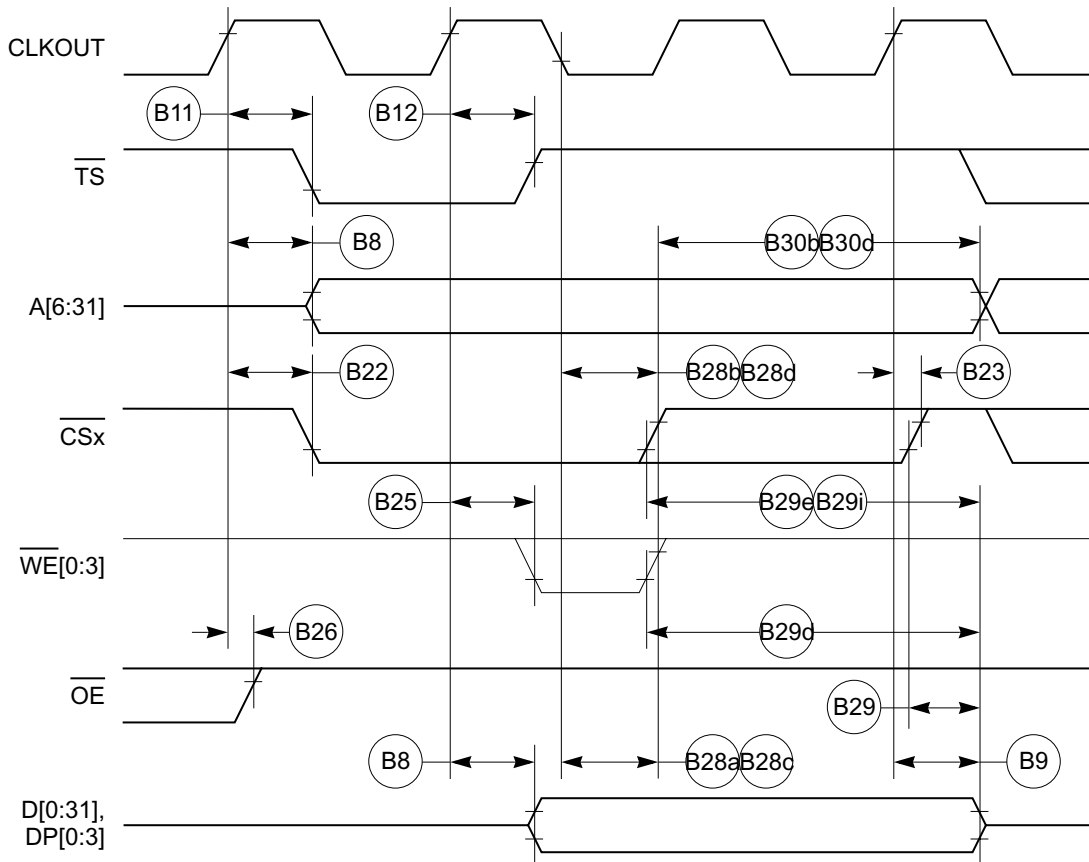 CLKOUT
B11
B12
TS
B8
B30b B30d
A[6:31]
B22
B28b B28d
B23
CSx
B25
B29e B29i
WE[0:3]
B26
B29d
OE
B29
B8
B28a B28c
B9
D[0:31],
DP[0:3]